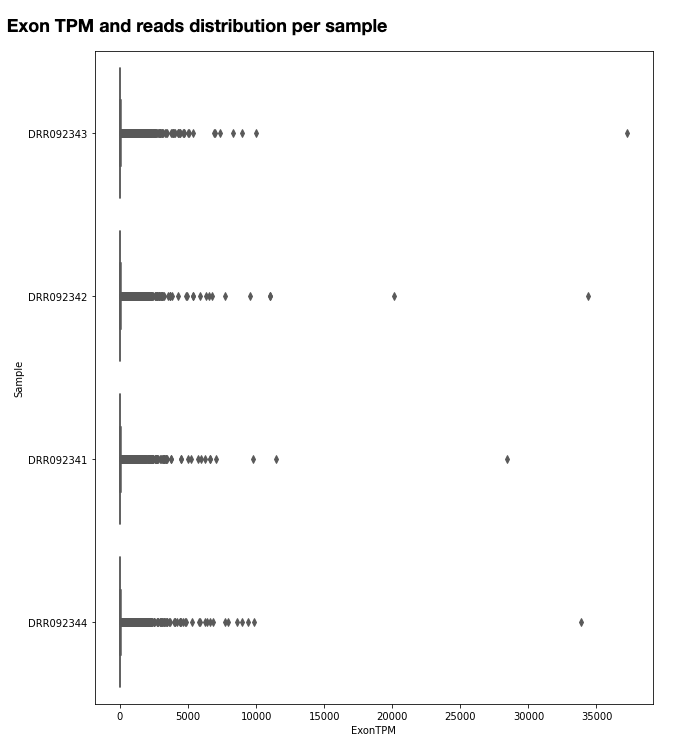 Exon TPM and reads distribution per sample
DRR092343
DRR092342
Sample
DRR092341
DRR092344
0 5000 10000 15000 20000 25000 30000 35000
ExonTPM